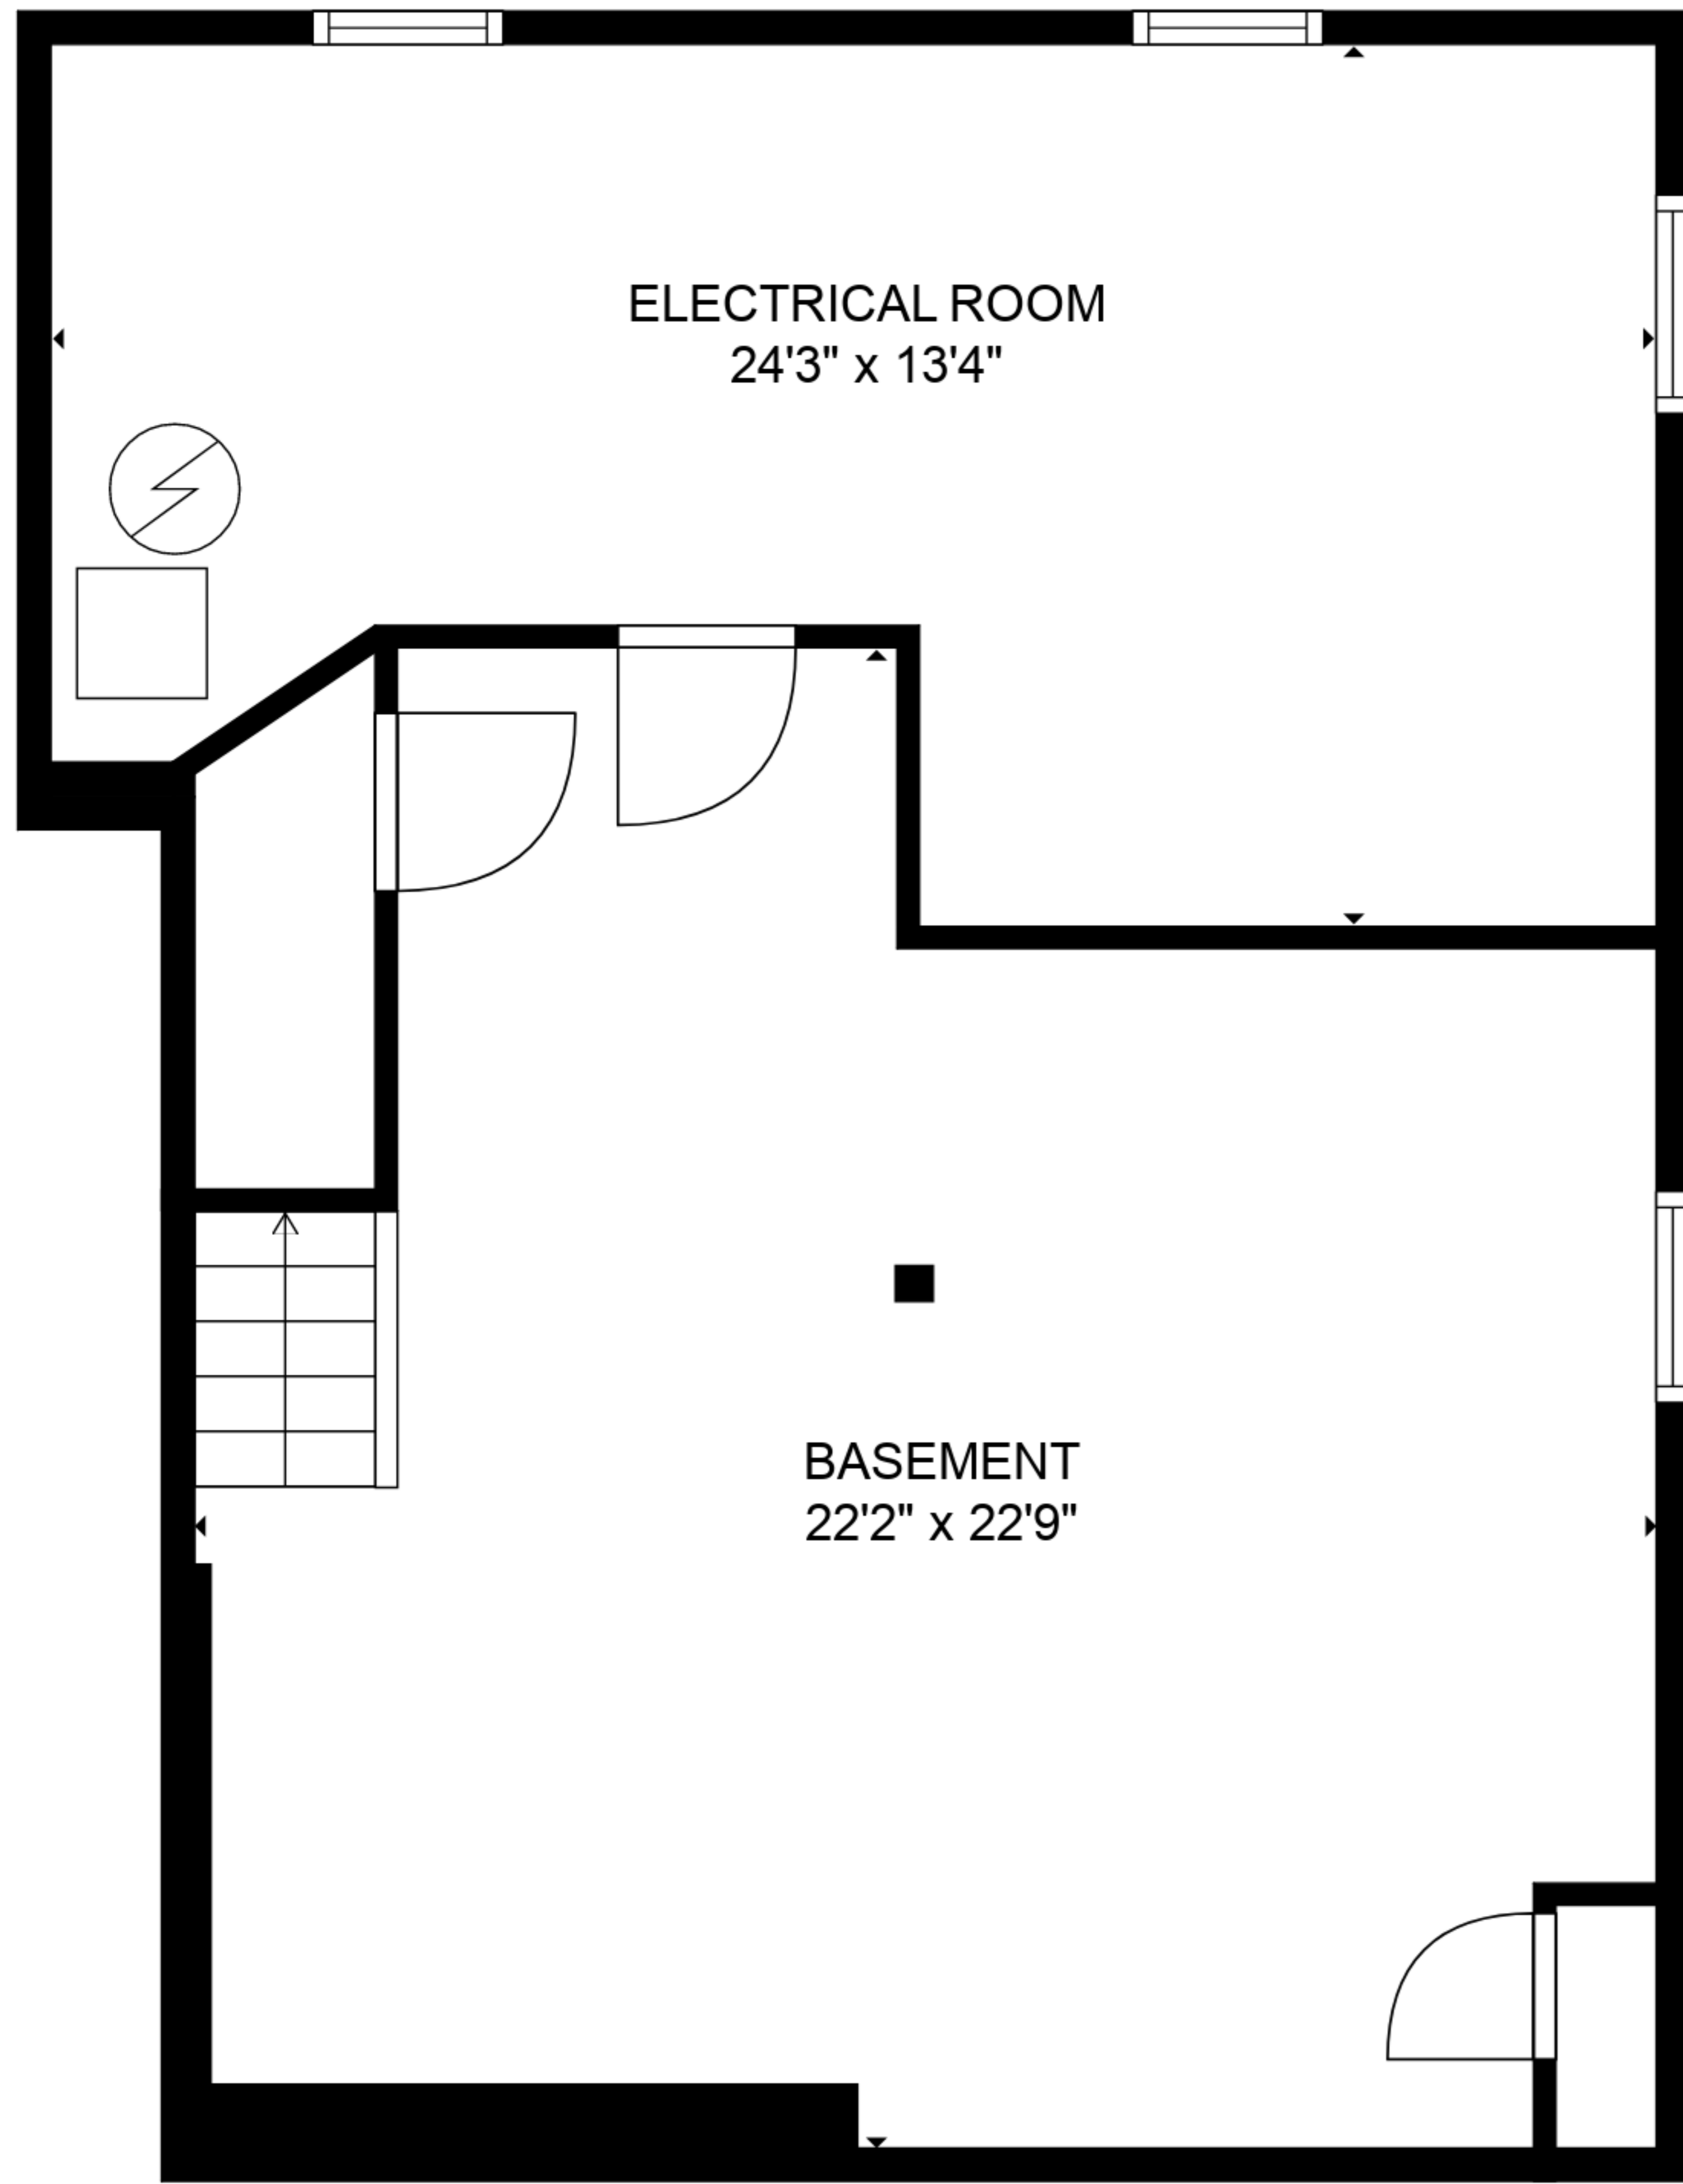 ELECTRICAL ROOM
24'3" x 13'4"
BASEMENT
22'2" x 22'9"